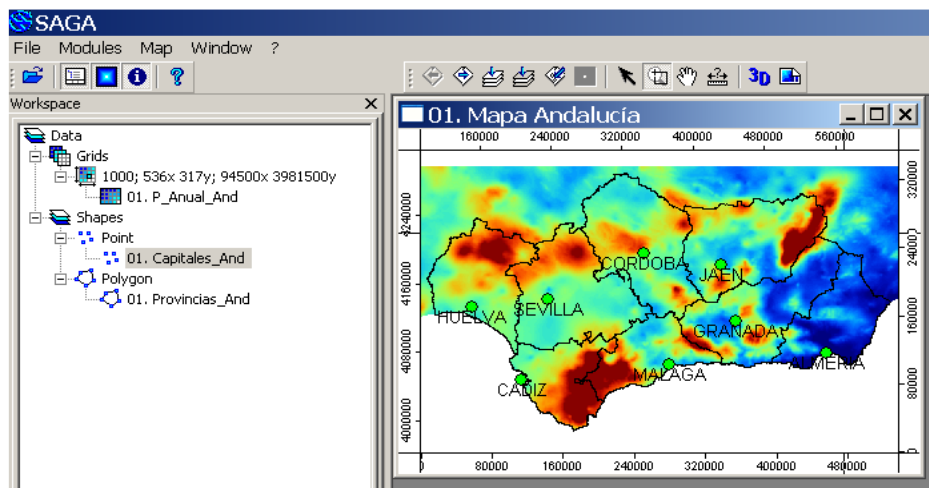 SAGA
File Modules Map Window ?
3D
Workspace
Data
Grids
1000; 536x 317y; 94500x 3981500y
01. P_Anual_And
Shapes
Point
01. Capitales_And
Polygon
01. Provincias_And
01. Mapa Andalucía
160000 240000 320000 400000 480000 560000
4240000
4160000
4080000
4000000
320000
240000
160000
80000
0
CORDOBA
JAEN
HUELVA
SEVILLA
GRANADA
CADIZ
MALAGA
ALMERIA
0 80000 160000 240000 320000 400000 480000